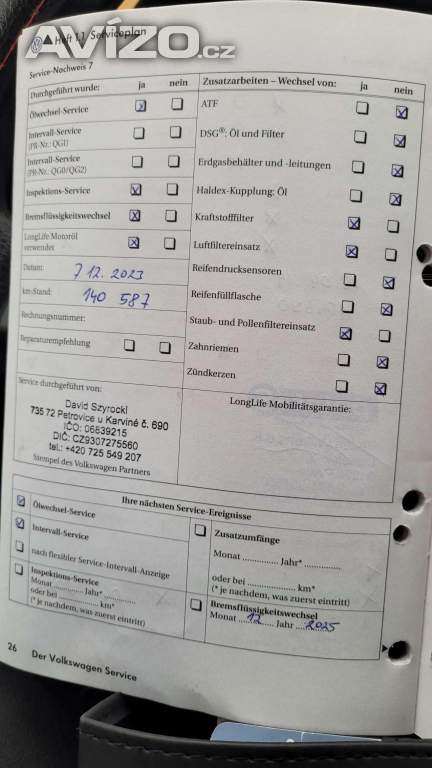 AVÍZO.cz
Heft 1.1 Serviceplan
Service-Nachweis 7
Durchgeführt wurde: ja nein
Ölwechsel-Service
Intervall-Service
(PR-Nr.: QG1)
Intervall-Service
(PR-Nr.: QG0/QG2)
Inspektions-Service
Bremsflüssigkeitswechsel
LongLife Motoröl
verwendet
Datum: 7 12. 2023
km-Stand: 140 587
Rechnungsnummer:
Reparaturempfehlung
Service durchgeführt von:
David Szyrocki
735 72 Petrovice u Karviné č. 690
IČO: 06839215
DIČ: CZ9307275560
tel.: +420 725 549 207
Stempel des Volkswagen Partners
Zusatzarbeiten – Wechsel von: ja nein
ATF
DSG®: Öl und Filter
Erdgasbehälter und -leitungen
Haldex-Kupplung: Öl
Kraftstofffilter
Luftfiltereinsatz
Reifendrucksensoren
Reifenfüllflasche
Staub- und Pollenfiltereinsatz
Zahnriemen
Zündkerzen
LongLife Mobilitätsgarantie:
Ihre nächsten Service-Ereignisse
Ölwechsel-Service
Intervall-Service
nach flexibler Service-Intervall-Anzeige
Inspektions-Service
Monat .............. Jahr* ..............
oder bei .................. km*
(* je nachdem, was zuerst eintritt)
Zusatzumfänge
Monat .............. Jahr* ..............
oder bei .................. km*
(* je nachdem, was zuerst eintritt)
Bremsflüssigkeitswechsel
Monat 12 Jahr 2025
26 Der Volkswagen Service